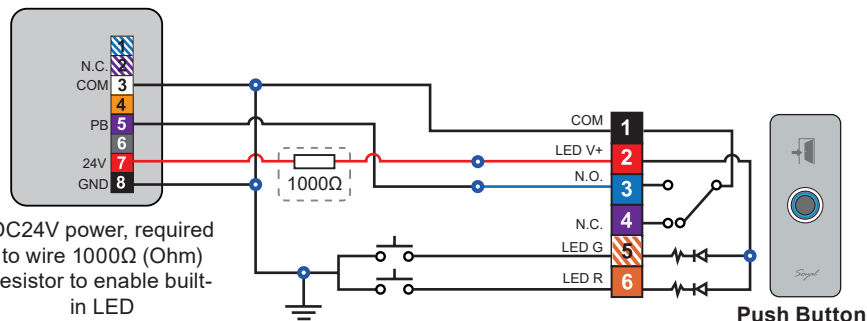 1
N.C. 2
COM 3
4
PB 5
6
24V 7
GND 8
1000Ω
COM 1
LED V+ 2
N.O. 3
N.C. 4
LED G 5
LED R 6
DC24V power, required
to wire 1000Ω (Ohm)
resistor to enable built-
in LED
Soyal
Push Button